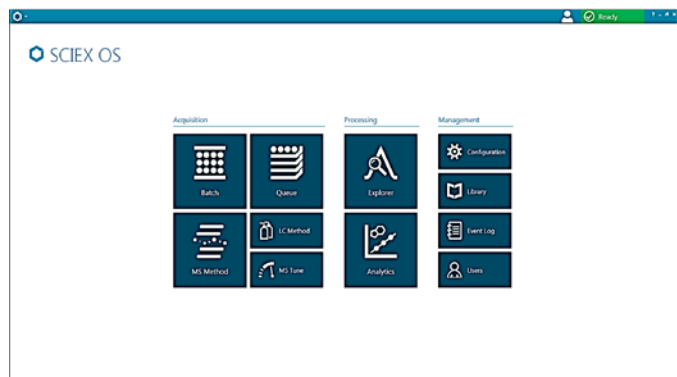 Ready
SCIEX OS
Acquisition
Processing
Management
Batch
Queue
Explorer
Configuration
Library
MS Method
LC Method
MS Tune
Analytics
Event Log
Users